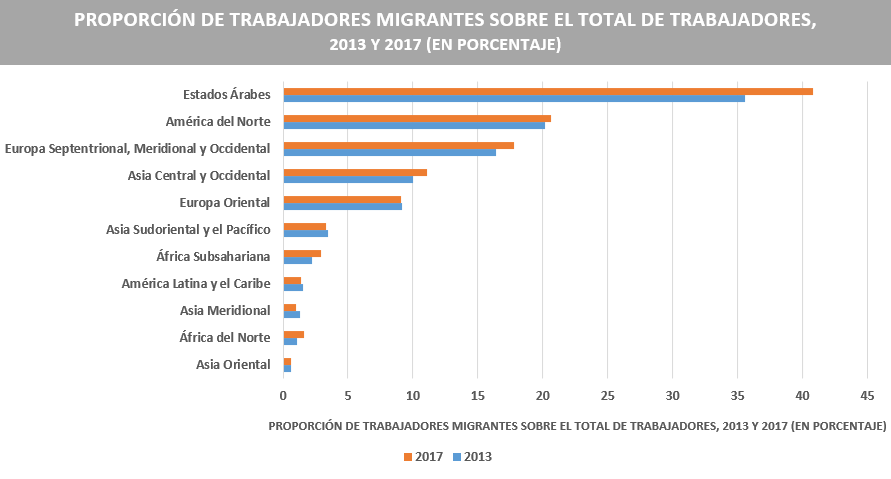 PROPORCIÓN DE TRABAJADORES MIGRANTES SOBRE EL TOTAL DE TRABAJADORES,
2013 Y 2017 (EN PORCENTAJE)
Estados Árabes
América del Norte
Europa Septentrional, Meridional y Occidental
Asia Central y Occidental
Europa Oriental
Asia Sudoriental y el Pacífico
África Subsahariana
América Latina y el Caribe
Asia Meridional
África del Norte
Asia Oriental
0 5 10 15 20 25 30 35 40 45
PROPORCIÓN DE TRABAJADORES MIGRANTES SOBRE EL TOTAL DE TRABAJADORES, 2013 Y 2017 (EN PORCENTAJE)
2017 2013